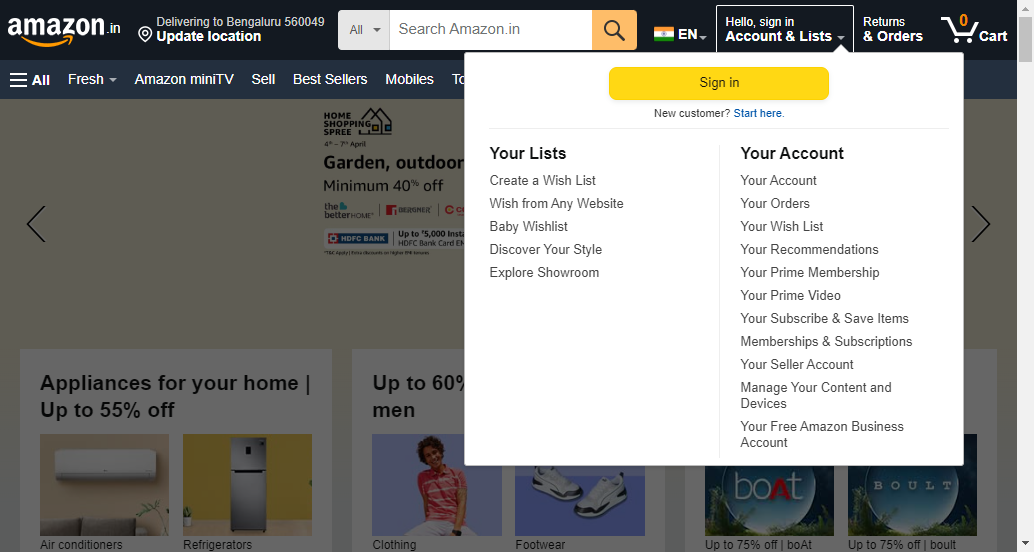 amazon.in
Delivering to Bengaluru 560049
Update location
All
Search Amazon.in
EN
Hello, sign in
Account & Lists
Returns
& Orders
0
Cart
All
Fresh
Amazon miniTV
Sell
Best Sellers
Mobiles
To
Sign in
New customer? Start here.
Your Lists
Create a Wish List
Wish from Any Website
Baby Wishlist
Discover Your Style
Explore Showroom
Your Account
Your Account
Your Orders
Your Wish List
Your Recommendations
Your Prime Membership
Your Prime Video
Your Subscribe & Save Items
Memberships & Subscriptions
Your Seller Account
Manage Your Content and
Devices
Your Free Amazon Business
Account
HOME
SHOPPING
SPREE
4th – 7th April
Garden, outdoor
Minimum 40% off
the
better HOME
BERGNER
HDFC BANK
Up to ₹5,000 Insta
HDFC Bank Card EM
Appliances for your home |
Up to 55% off
Air conditioners
Refrigerators
Up to 60%
men
Clothing
Footwear
boAt
BOULT
Up to 75% off | boAt
Up to 75% off | boult